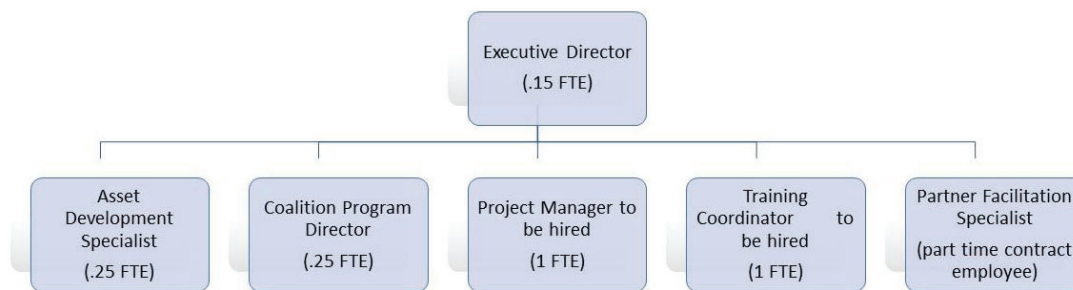 Executive Director
(.15 FTE)
Asset
Development
Specialist
(.25 FTE)
Coalition Program
Director
(.25 FTE)
Project Manager to
be hired
(1 FTE)
Training
Coordinator to
be hired
(1 FTE)
Partner Facilitation
Specialist
(part time contract
employee)